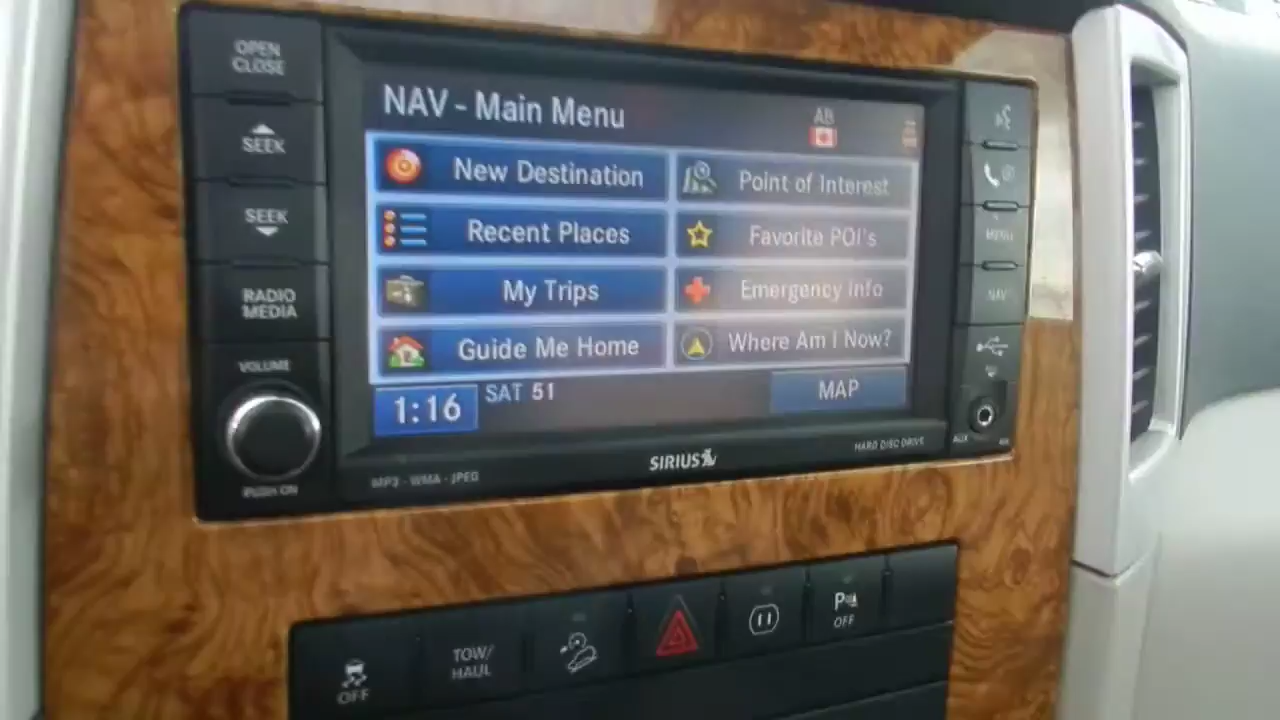 OPEN
CLOSE
SEEK
SEEK
RADIO
MEDIA
VOLUME
PUSH ON
NAV - Main Menu
AB
New Destination
Point of Interest
Recent Places
Favorite POI's
My Trips
Emergency Info
Guide Me Home
Where Am I Now?
1:16
SAT 51
MAP
MENU
NAV
AUX
MP3 - WMA - JPEG
SIRIUS
HARD DISC DRIVE
OFF
TOW/
HAUL
P
OFF